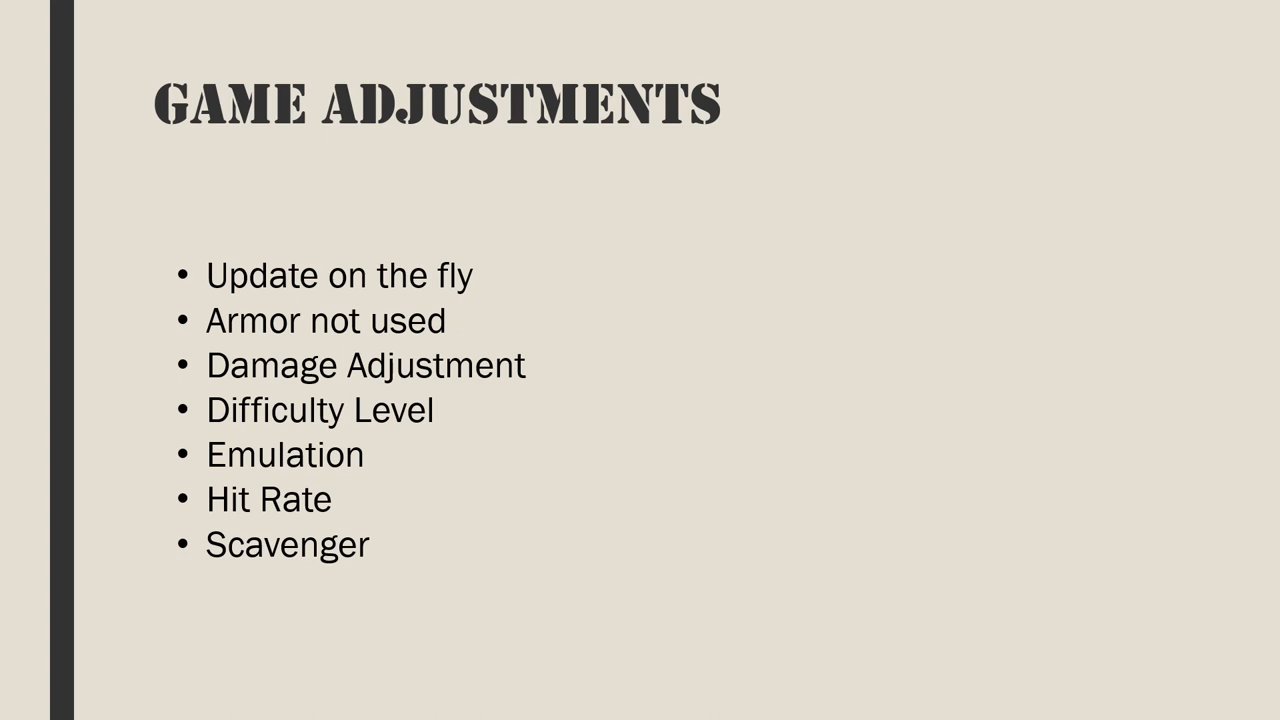 GAME ADJUSTMENTS
• Update on the fly
• Armor not used
• Damage Adjustment
• Difficulty Level
• Emulation
• Hit Rate
• Scavenger